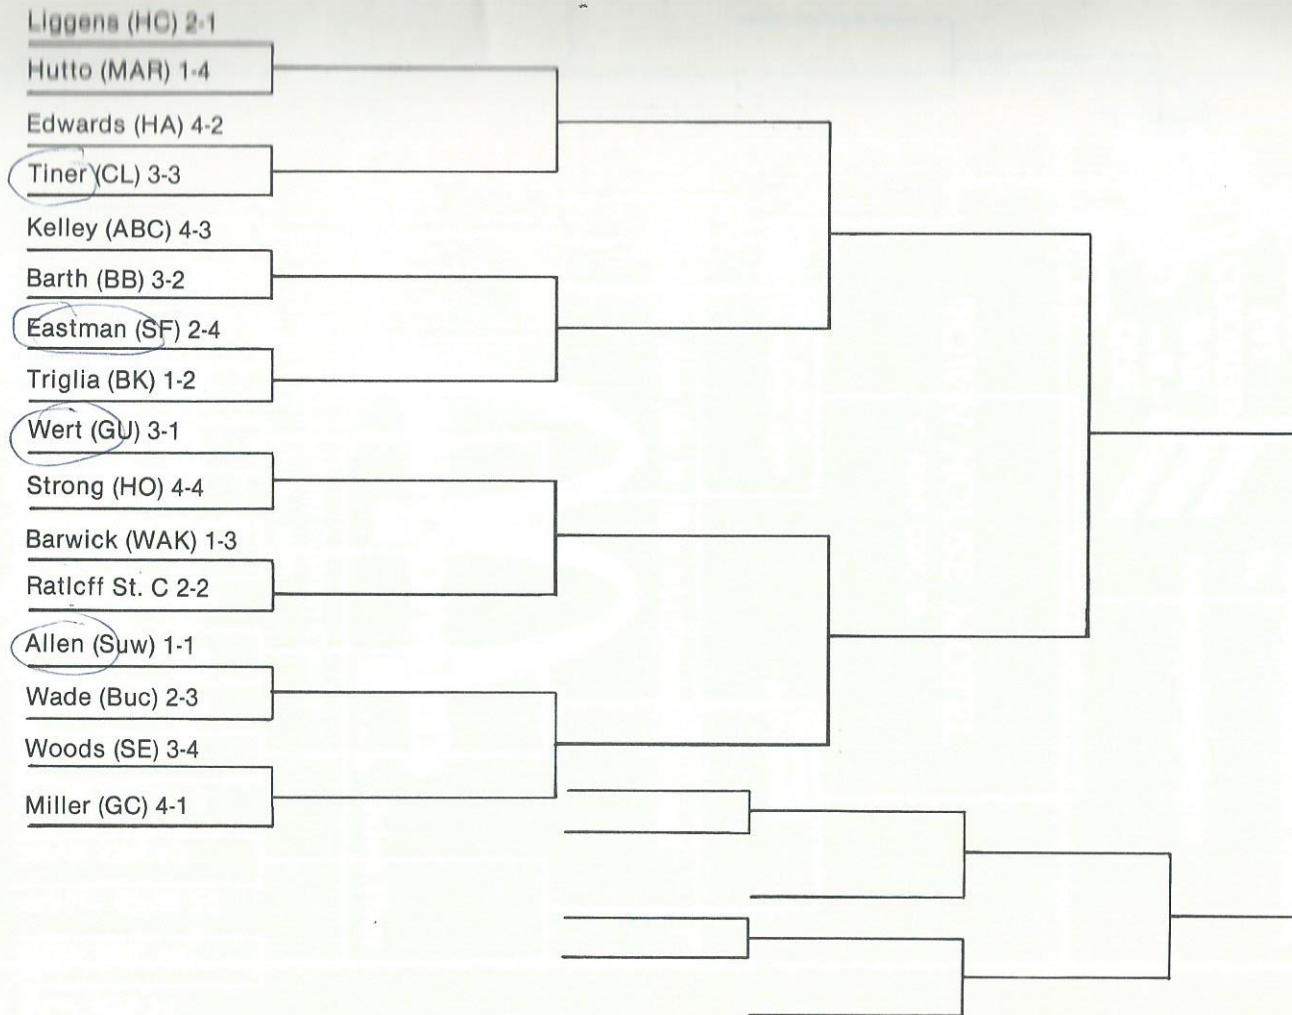 Liggens (HC) 2-1
Hutto (MAR) 1-4
Edwards (HA) 4-2
Tiner (CL) 3-3
Kelley (ABC) 4-3
Barth (BB) 3-2
Eastman (SF) 2-4
Triglia (BK) 1-2
Wert (GU) 3-1
Strong (HO) 4-4
Barwick (WAK) 1-3
Ratlcff St. C 2-2
Allen (Suw) 1-1
Wade (Buc) 2-3
Woods (SE) 3-4
Miller (GC) 4-1